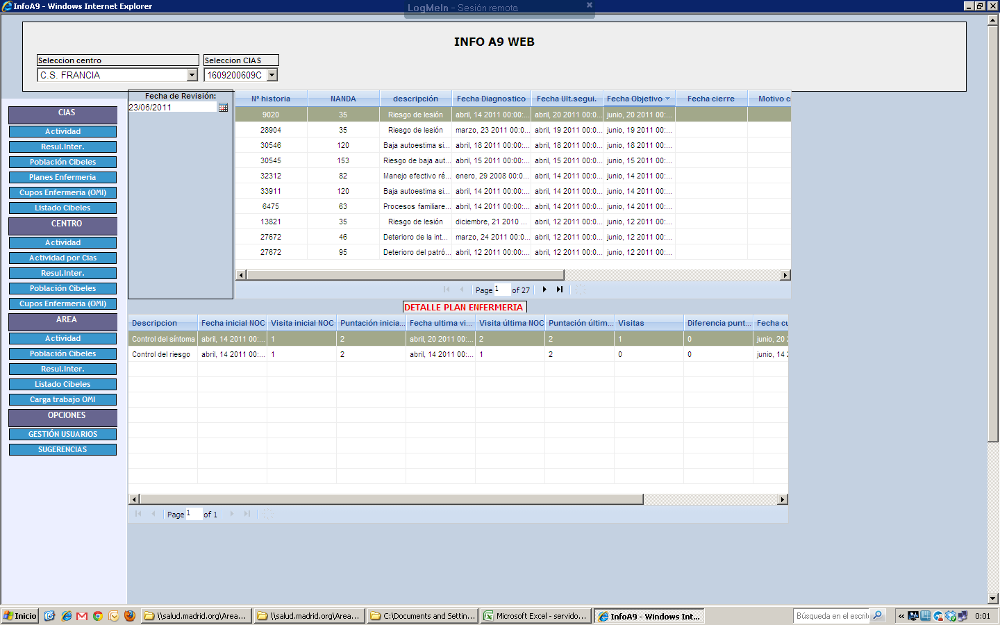 InfoA9 - Windows Internet Explorer
LogMeIn - Sesión remota
INFO A9 WEB
Seleccion centro Seleccion CIAS
C.S. FRANCIA 1609200609C
CIAS
Actividad
Resul.Inter.
Población Cibeles
Planes Enfermeria
Cupos Enfermeria (OMI)
Listado Cibeles
CENTRO
Actividad
Actividad por Cias
Resul.Inter.
Población Cibeles
Cupos Enfermeria (OMI)
AREA
Actividad
Población Cibeles
Resul.Inter.
Listado Cibeles
Carga trabajo OMI
OPCIONES
GESTIÓN USUARIOS
SUGERENCIAS
Fecha de Revisión:
23/06/2011
Nº historia NANDA descripción Fecha Diagnostico Fecha Ult.segui. Fecha Objetivo Fecha cierre Motivo c
9020 35 Riesgo de lesión abril, 14 2011 00:00:... abril, 20 2011 00:0... junio, 20 2011 00:...
28904 35 Riesgo de lesión marzo, 23 2011 00:0... abril, 19 2011 00:0... junio, 19 2011 00:...
30546 120 Baja autoestima si... abril, 18 2011 00:00:... abril, 18 2011 00:0... junio, 18 2011 00:...
30545 153 Riesgo de baja aut... abril, 15 2011 00:00:... abril, 15 2011 00:0... junio, 15 2011 00:...
32312 82 Manejo efectivo ré... enero, 29 2008 00:0... abril, 14 2011 00:0... junio, 14 2011 00:...
33911 120 Baja autoestima si... abril, 14 2011 00:00:... abril, 14 2011 00:0... junio, 14 2011 00:...
6475 63 Procesos familiare... abril, 14 2011 00:00:... abril, 14 2011 00:0... junio, 14 2011 00:...
13821 35 Riesgo de lesión diciembre, 21 2010 ... abril, 12 2011 00:0... junio, 12 2011 00:...
27672 46 Deterioro de la int... marzo, 24 2011 00:0... abril, 12 2011 00:0... junio, 12 2011 00:...
27672 95 Deterioro del patró... abril, 12 2011 00:00:... abril, 12 2011 00:0... junio, 12 2011 00:...
Page 1 of 27
DETALLE PLAN ENFERMERIA
Descripcion Fecha inicial NOC Visita inicial NOC Puntación inicia... Fecha ultima vi... Visita última NOC Puntación últim... Visitas Diferencia punt... Fecha cu
Control del síntoma abril, 14 2011 00:... 1 2 abril, 20 2011 00:... 2 2 1 0 junio, 20
Control del riesgo abril, 14 2011 00:... 1 2 abril, 14 2011 00:... 1 2 0 0 junio, 14
Page 1 of 1
Inicio \\salud.madrid.org\Area... \\salud.madrid.org\Area... C:\Documents and Settin... Microsoft Excel - servido... InfoA9 - Windows Int... Búsqueda en el escrit « 0:01